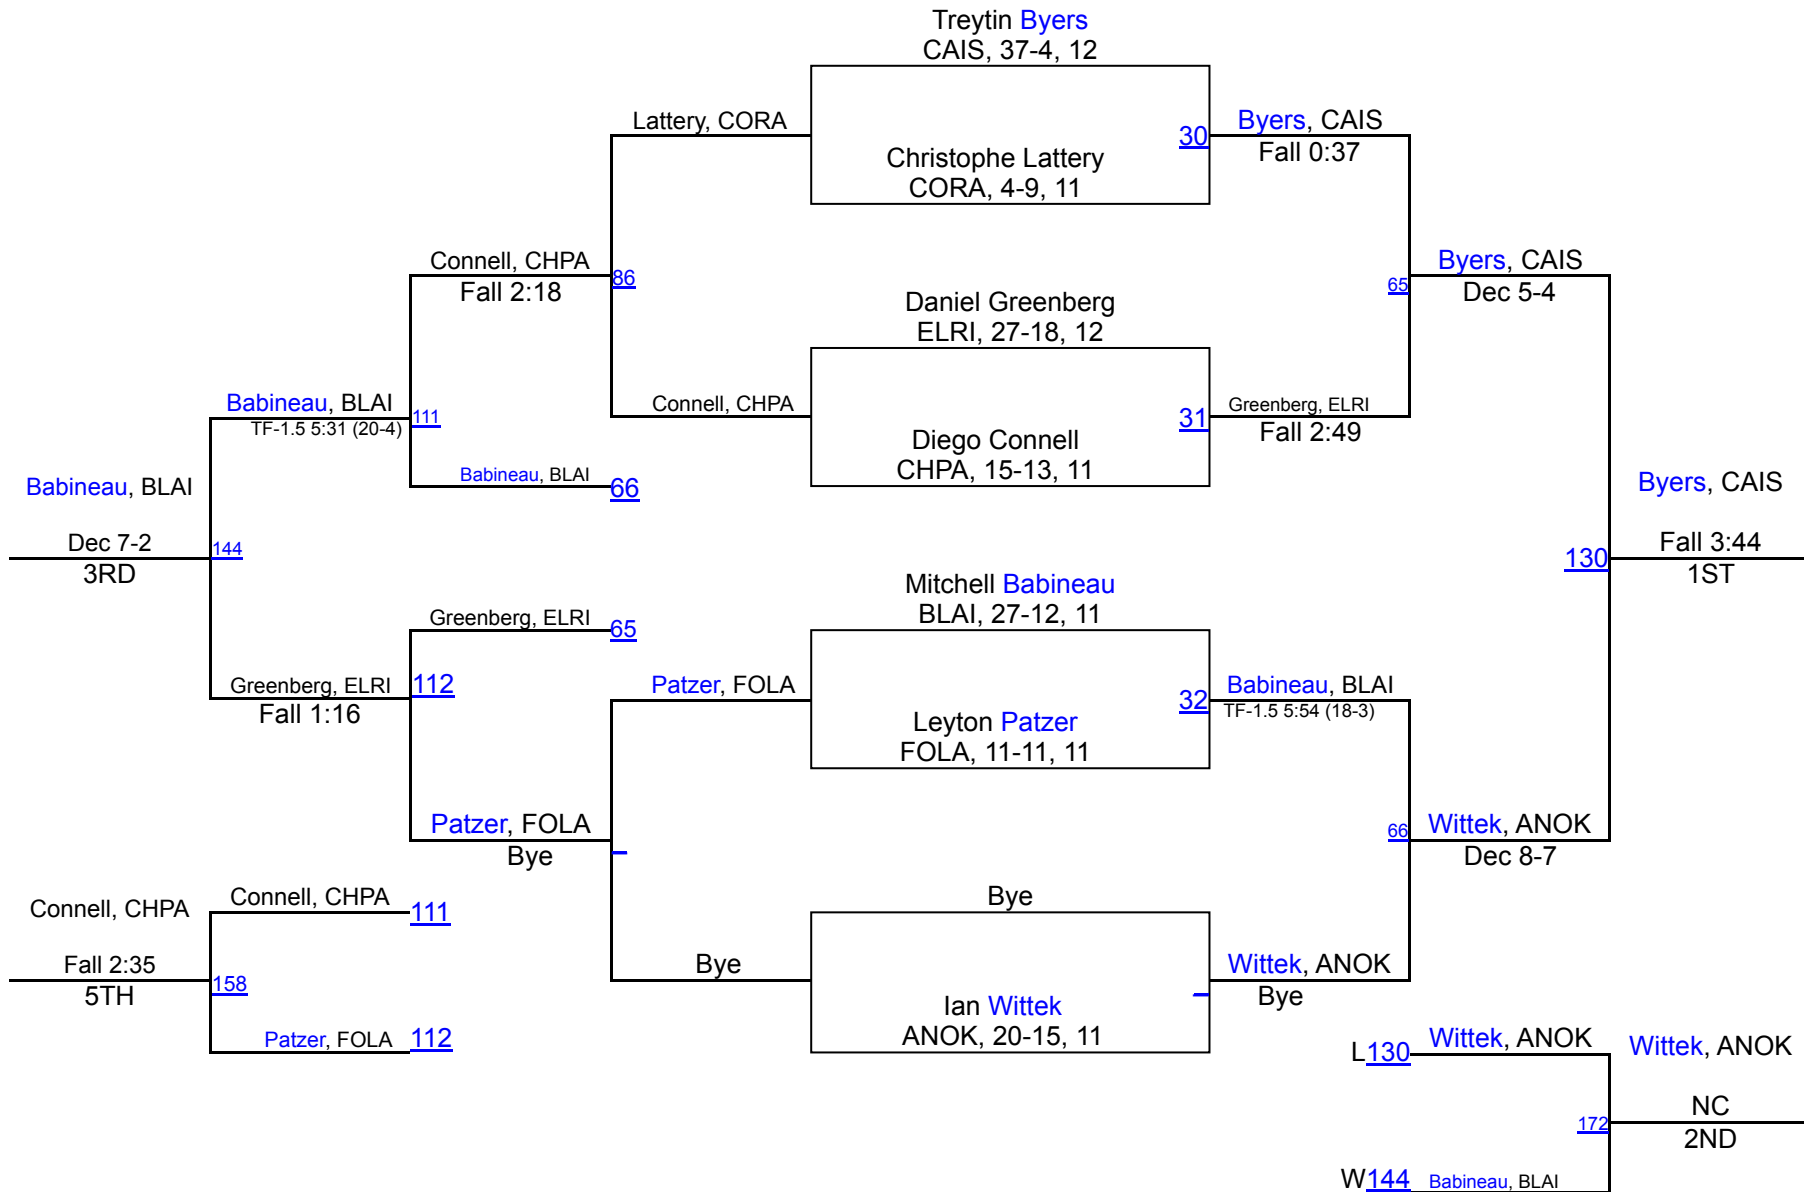 Treytin Byers
CAIS, 37-4, 12
Lattery, CORA
30
Byers, CAIS
Fall 0:37
Christophe Lattery
CORA, 4-9, 11
Connell, CHPA
Fall 2:18
86
Byers, CAIS
Dec 5-4
65
Daniel Greenberg
ELRI, 27-18, 12
Babineau, BLAI
TF-1.5 5:31 (20-4)
111
Connell, CHPA
31
Greenberg, ELRI
Fall 2:49
Diego Connell
CHPA, 15-13, 11
Babineau, BLAI
66
Babineau, BLAI
Dec 7-2
3RD
144
Byers, CAIS
Fall 3:44
1ST
130
Mitchell Babineau
BLAI, 27-12, 11
Greenberg, ELRI
65
Greenberg, ELRI
Fall 1:16
112
Patzer, FOLA
32
Babineau, BLAI
TF-1.5 5:54 (18-3)
Leyton Patzer
FOLA, 11-11, 11
Patzer, FOLA
Bye
66
Wittek, ANOK
Dec 8-7
Connell, CHPA
Fall 2:35
5TH
Connell, CHPA
111
158
Patzer, FOLA
112
Bye
Bye
Wittek, ANOK
Bye
Ian Wittek
ANOK, 20-15, 11
L130
Wittek, ANOK
Wittek, ANOK
NC
2ND
172
W144
Babineau, BLAI